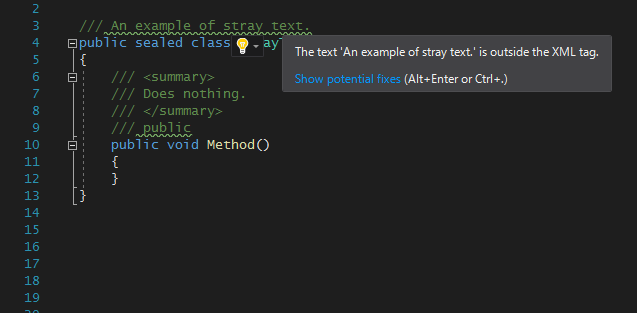 2
3 /// An example of stray text.
4 public sealed class ay
The text 'An example of stray text.' is outside the XML tag.
Show potential fixes (Alt+Enter or Ctrl+.)
5 {
6 /// <summary>
7 /// Does nothing.
8 /// </summary>
9 /// public
10 public void Method()
11 {
12 }
13 }
14
15
16
17
18
19